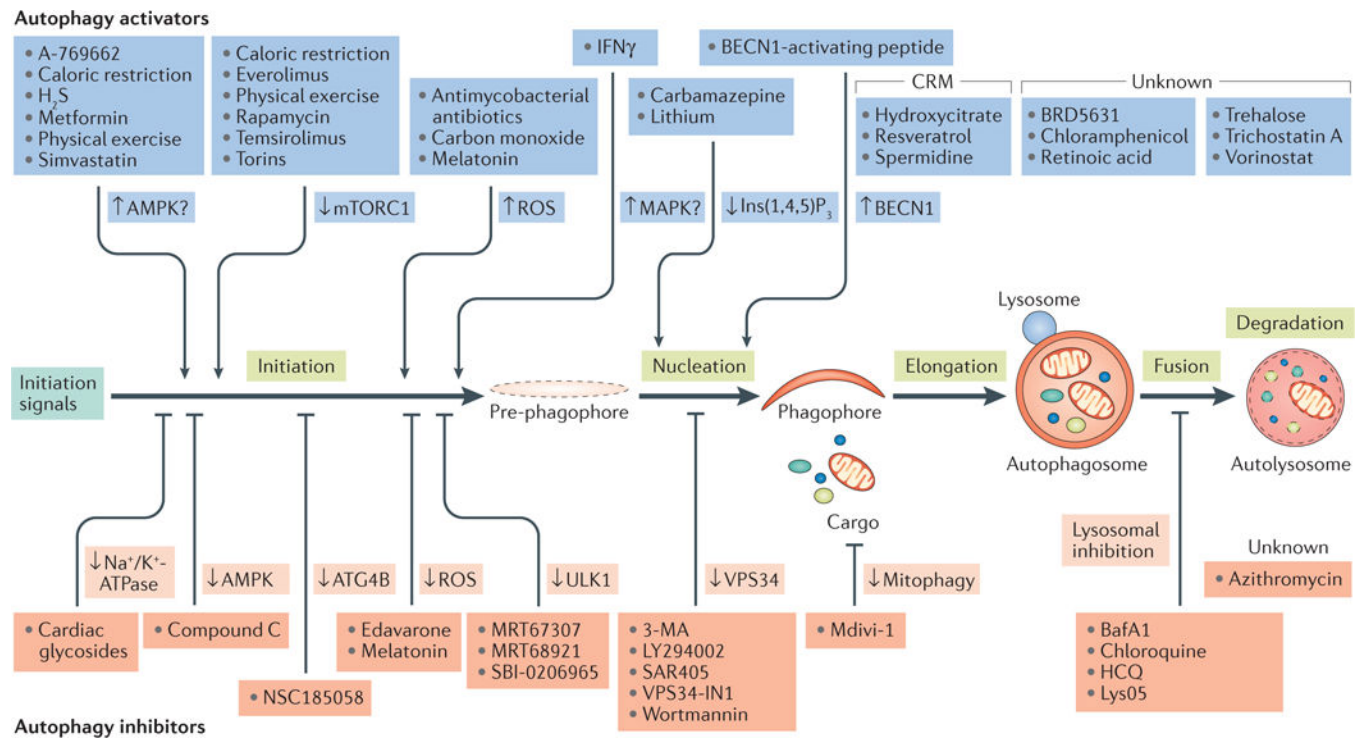 Autophagy activators
• A-769662
• Caloric restriction
• H₂S
• Metformin
• Physical exercise
• Simvastatin
• Caloric restriction
• Everolimus
• Physical exercise
• Rapamycin
• Temsirolimus
• Torins
• Antimycobacterial
antibiotics
• Carbon monoxide
• Melatonin
• IFNγ
• Carbamazepine
• Lithium
• BECN1-activating peptide
CRM
• Hydroxycitrate
• Resveratrol
• Spermidine
Unknown
• BRD5631
• Chloramphenicol
• Retinoic acid
• Trehalose
• Trichostatin A
• Vorinostat
↑AMPK?
↓mTORC1
↑ROS
↑MAPK?
↓Ins(1,4,5)P₃
↑BECN1
Initiation
signals
Initiation
Pre-phagophore
Nucleation
Phagophore
Cargo
Elongation
Lysosome
Autophagosome
Fusion
Degradation
Autolysosome
↓Na⁺/K⁺-
ATPase
↓AMPK
↓ATG4B
↓ROS
↓ULK1
↓VPS34
↓Mitophagy
Lysosomal
inhibition
Unknown
• Azithromycin
• Cardiac
glycosides
• Compound C
• NSC185058
• Edavarone
• Melatonin
• MRT67307
• MRT68921
• SBI-0206965
• 3-MA
• LY294002
• SAR405
• VPS34-IN1
• Wortmannin
• Mdivi-1
• BafA1
• Chloroquine
• HCQ
• Lys05
Autophagy inhibitors